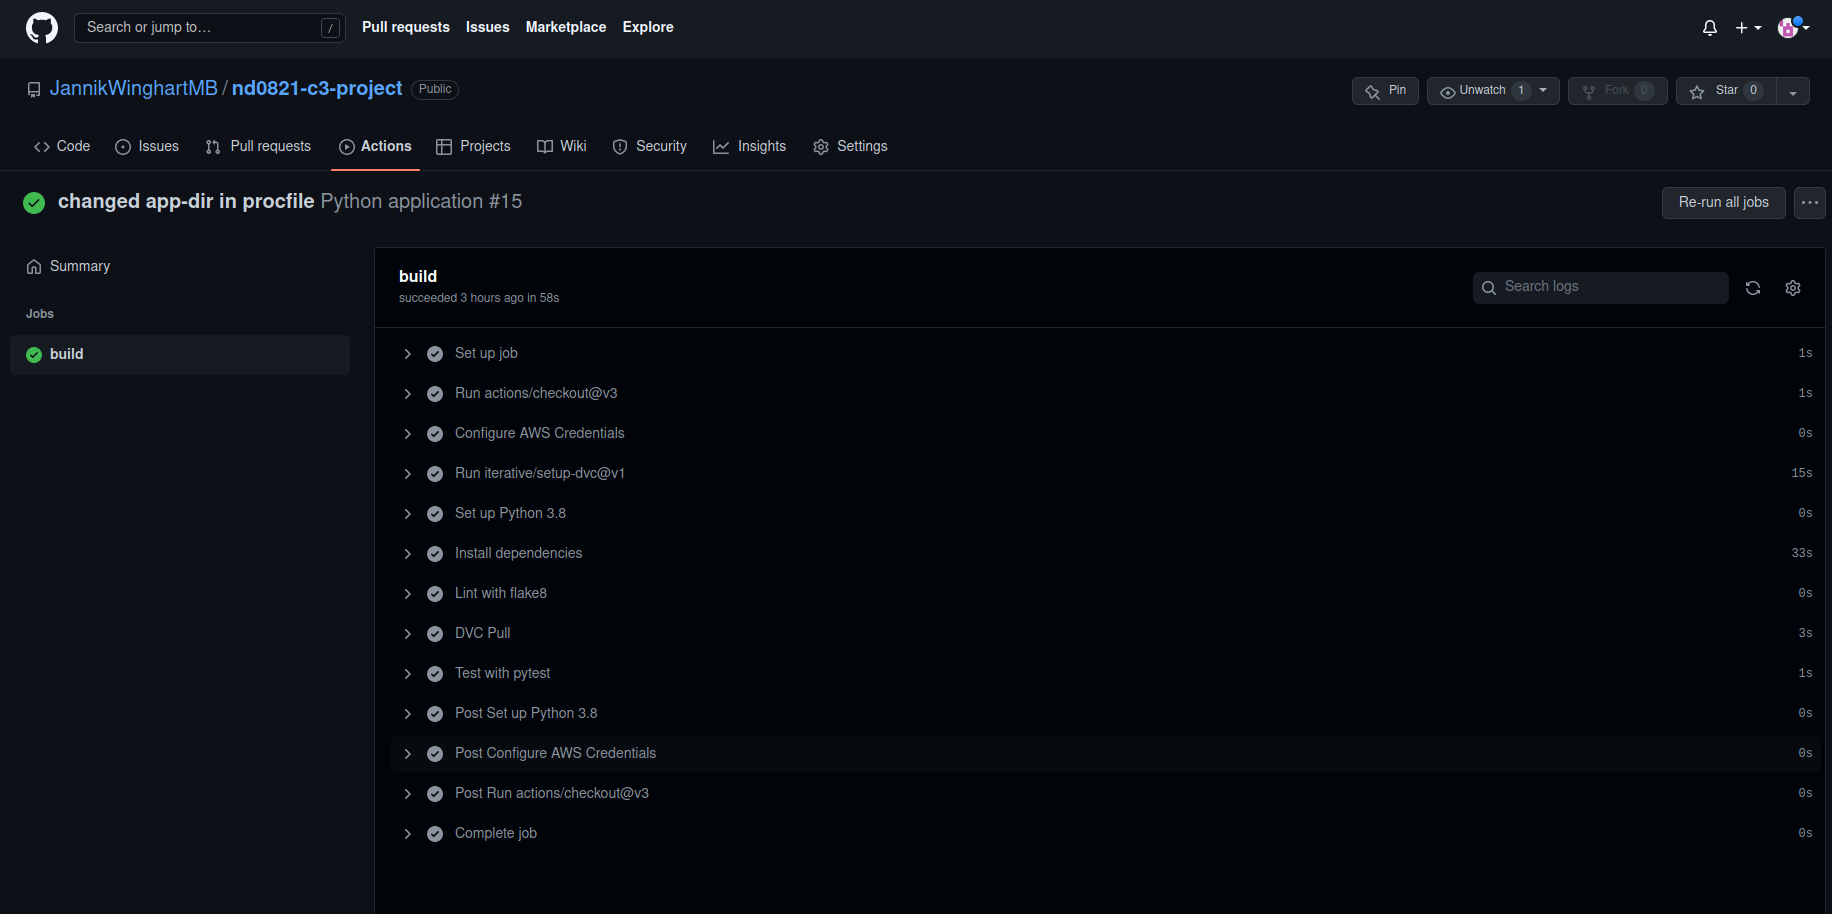 Search or jump to… / Pull requests Issues Marketplace Explore
JannikWinghartMB / nd0821-c3-project Public Pin Unwatch 1 Fork 0 Star 0
Code Issues Pull requests Actions Projects Wiki Security Insights Settings
changed app-dir in procfile Python application #15 Re-run all jobs
Summary
Jobs
build
build
succeeded 3 hours ago in 58s
Search logs
Set up job 1s
Run actions/checkout@v3 1s
Configure AWS Credentials 0s
Run iterative/setup-dvc@v1 15s
Set up Python 3.8 0s
Install dependencies 33s
Lint with flake8 0s
DVC Pull 3s
Test with pytest 1s
Post Set up Python 3.8 0s
Post Configure AWS Credentials 0s
Post Run actions/checkout@v3 0s
Complete job 0s